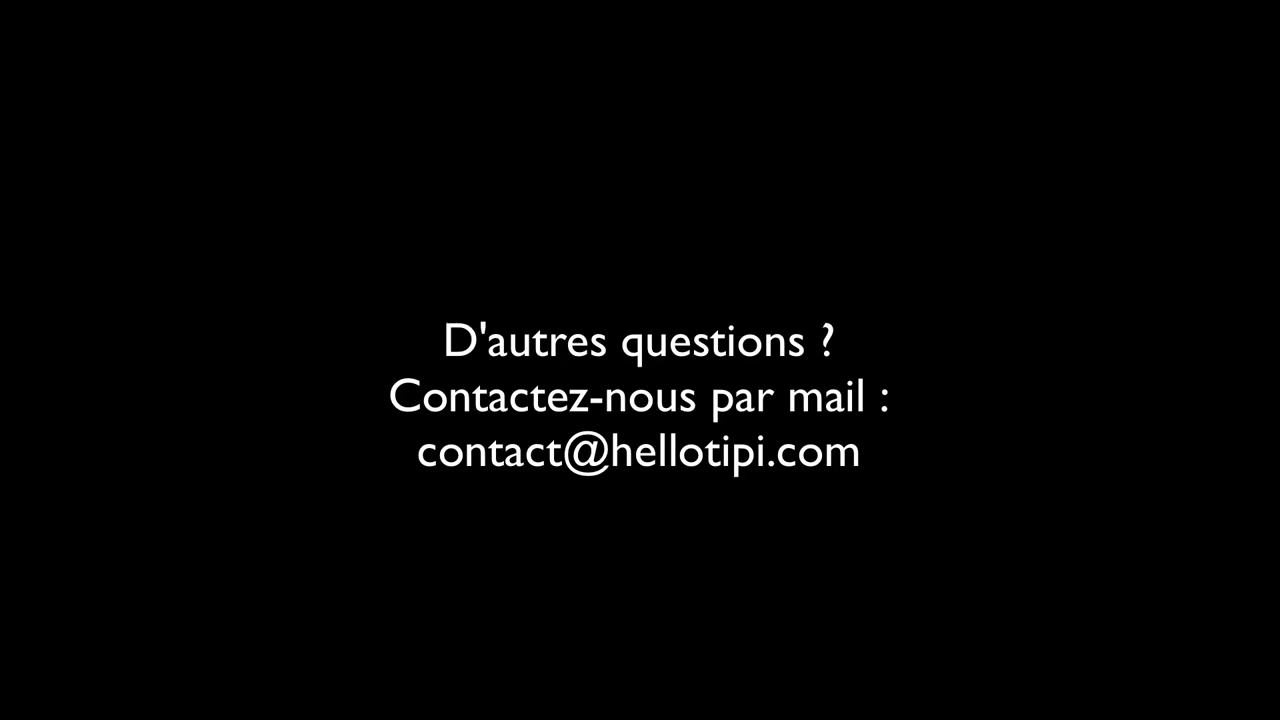 D'autres questions ?
Contactez-nous par mail :
contact@hellotipi.com